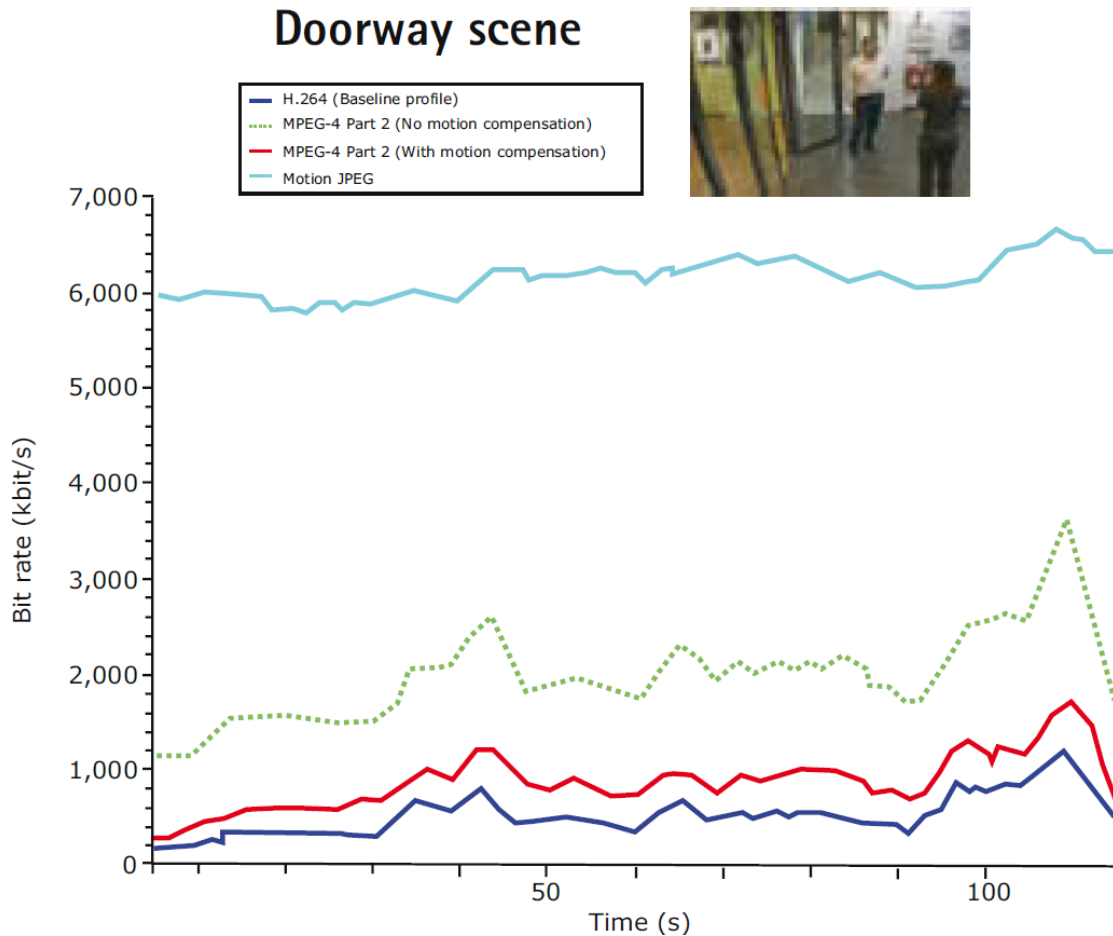 Doorway scene
H.264 (Baseline profile)
MPEG-4 Part 2 (No motion compensation)
MPEG-4 Part 2 (With motion compensation)
Motion JPEG
7,000
6,000
5,000
4,000
3,000
2,000
1,000
0
Bit rate (kbit/s)
50
100
Time (s)